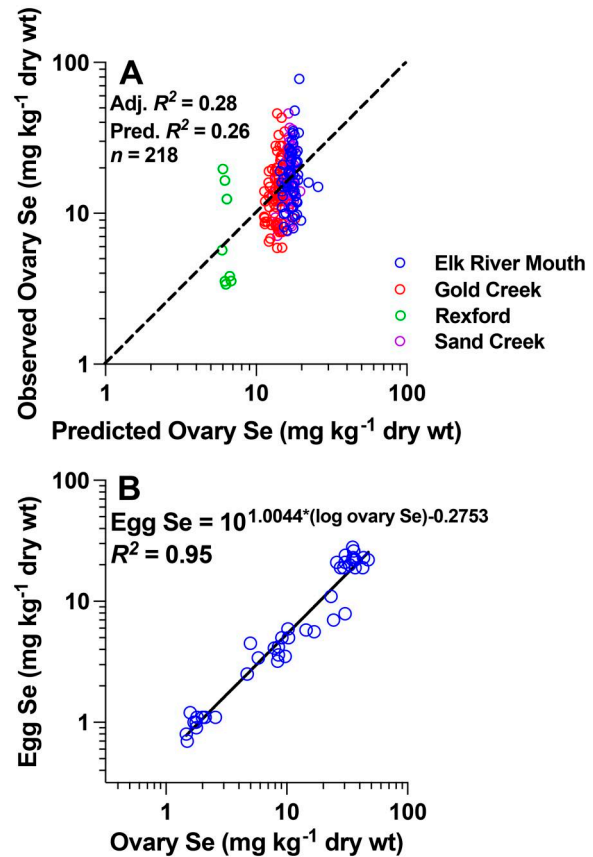 A
Adj. R² = 0.28
Pred. R² = 0.26
n = 218
Observed Ovary Se (mg kg⁻¹ dry wt)
100
10
1
1 10 100
Predicted Ovary Se (mg kg⁻¹ dry wt)
Elk River Mouth
Gold Creek
Rexford
Sand Creek
B
Egg Se = 10^1.0044*(log ovary Se)-0.2753
R² = 0.95
Egg Se (mg kg⁻¹ dry wt)
100
10
1
1 10 100
Ovary Se (mg kg⁻¹ dry wt)